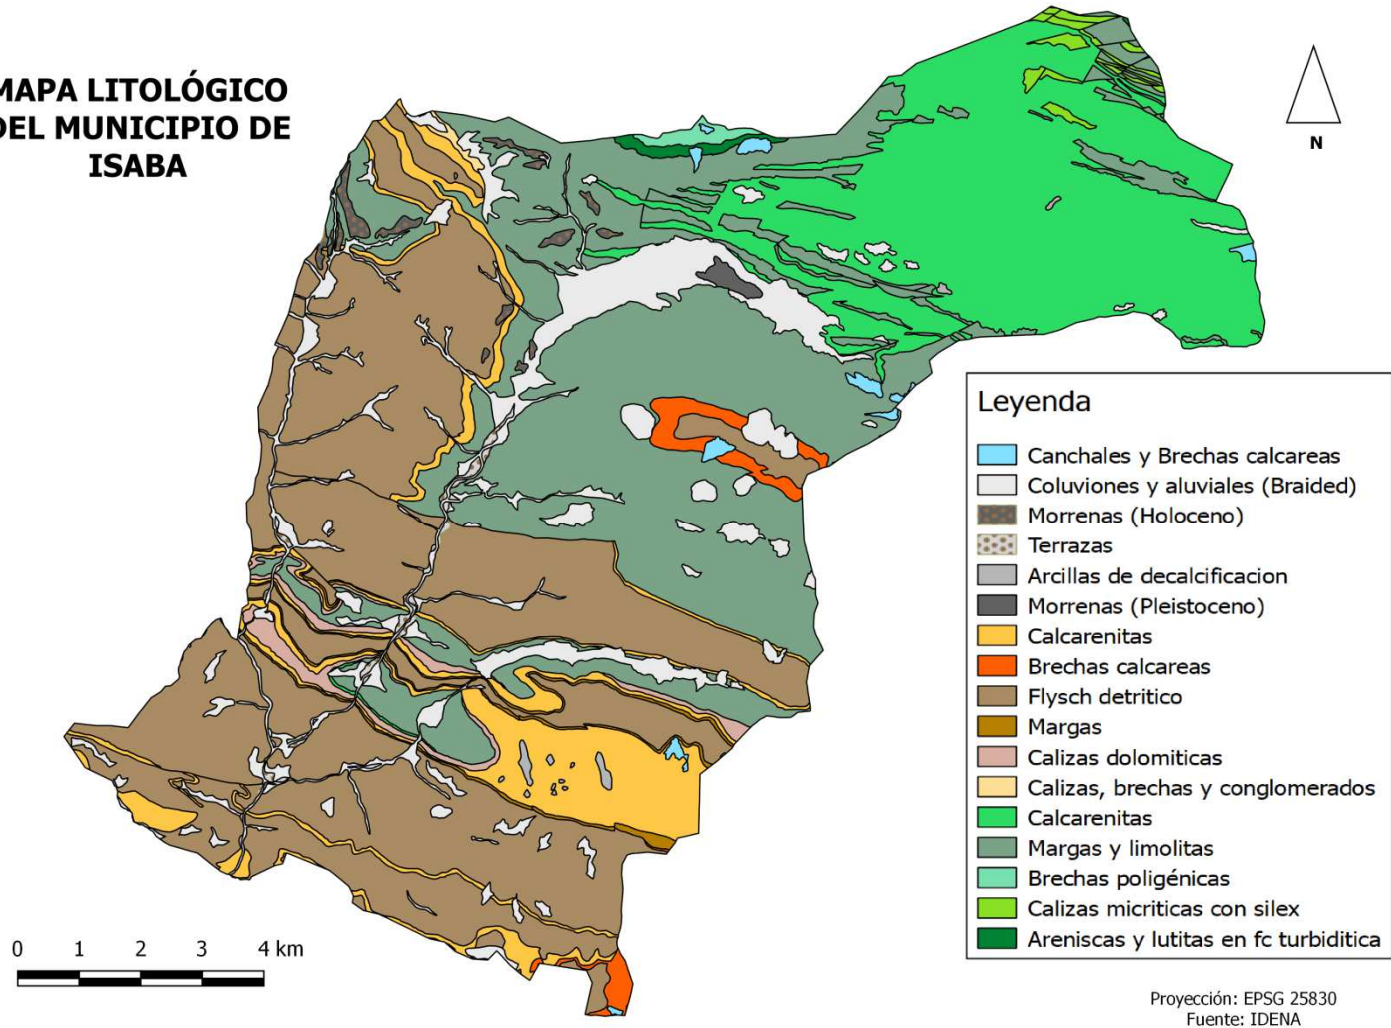 MAPA LITOLÓGICO
DEL MUNICIPIO DE
ISABA
N
Leyenda
Canchales y Brechas calcareas
Coluviones y aluviales (Braided)
Morrenas (Holoceno)
Terrazas
Arcillas de decalcificacion
Morrenas (Pleistoceno)
Calcarenitas
Brechas calcareas
Flysch detritico
Margas
Calizas dolomiticas
Calizas, brechas y conglomerados
Calcarenitas
Margas y limolitas
Brechas poligénicas
Calizas micriticas con silex
Areniscas y lutitas en fc turbiditica
0 1 2 3 4 km
Proyección: EPSG 25830
Fuente: IDENA